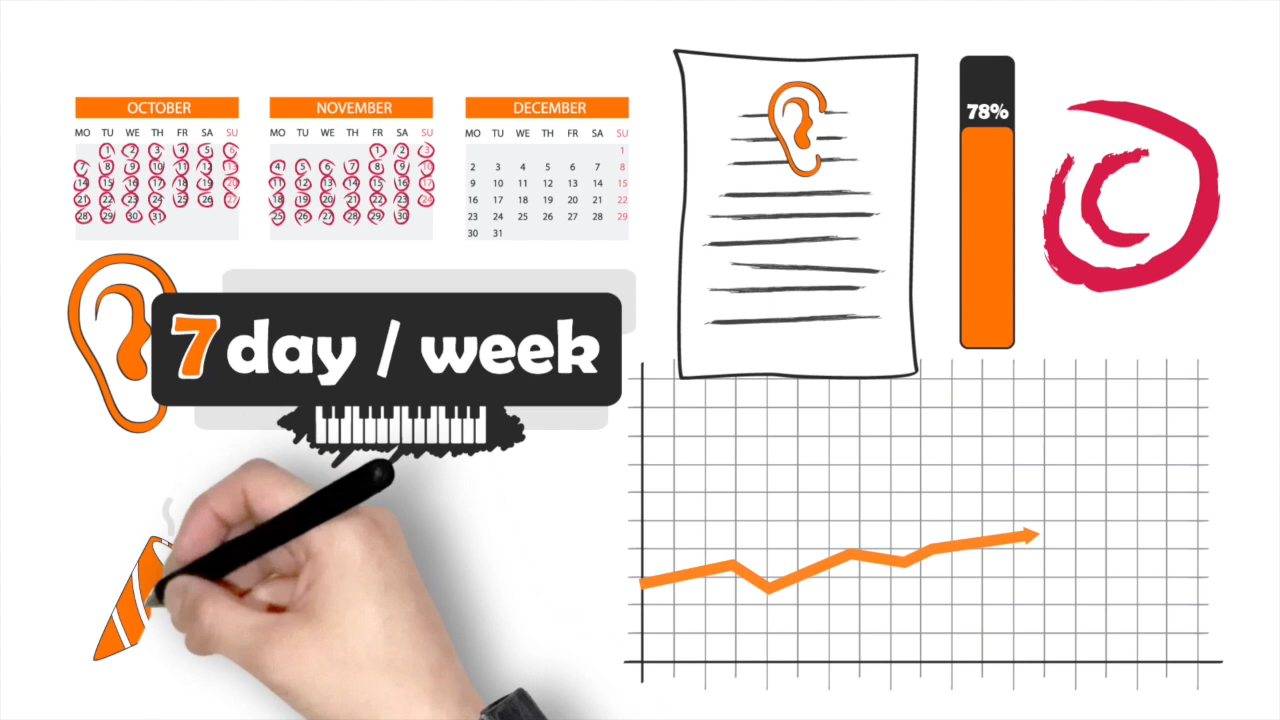 OCTOBER
MO TU WE TH FR SA SU
1 2 3 4 5 6
7 8 9 10 11 12 13
14 15 16 17 18 19 20
21 22 23 24 25 26 27
28 29 30 31
NOVEMBER
MO TU WE TH FR SA SU
1 2 3
4 5 6 7 8 9 10
11 12 13 14 15 16 17
18 19 20 21 22 23 24
25 26 27 28 29 30
DECEMBER
MO TU WE TH FR SA SU
1
2 3 4 5 6 7 8
9 10 11 12 13 14 15
16 17 18 19 20 21 22
23 24 25 26 27 28 29
30 31
78%
C
7 day / week